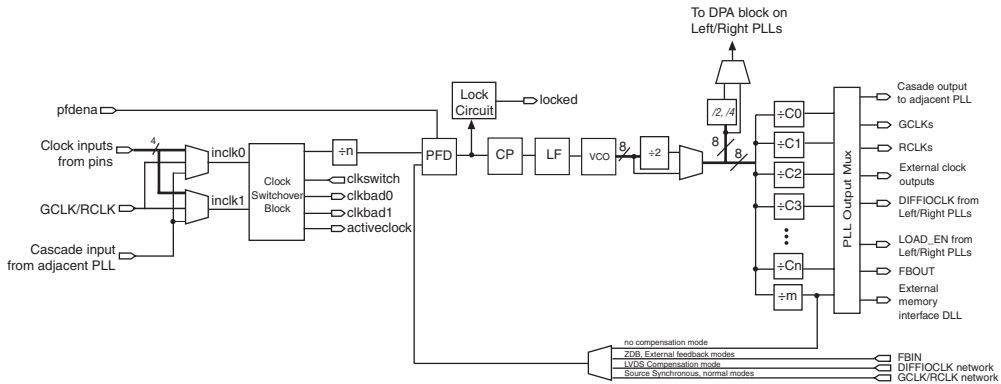 To DPA block on
Left/Right PLLs
pfdena
Lock
Circuit
locked
/2, /4
Casade output
to adjacent PLL
GCLKs
RCLKs
External clock
outputs
DIFFIOCLK from
Left/Right PLLs
LOAD_EN from
Left/Right PLLs
FBOUT
External
memory
interface DLL
Clock inputs
from pins
4
inclk0
÷n
PFD
CP
LF
VCO
8
÷2
8
8
÷C0
÷C1
÷C2
÷C3
÷Cn
÷m
PLL Output Mux
Clock
Switchover
Block
clkswitch
clkbad0
clkbad1
activeclock
GCLK/RCLK
inclk1
Cascade input
from adjacent PLL
no compensation mode
ZDB, External feedback modes
LVDS Compensation mode
Source Synchronous, normal modes
FBIN
DIFFIOCLK network
GCLK/RCLK network